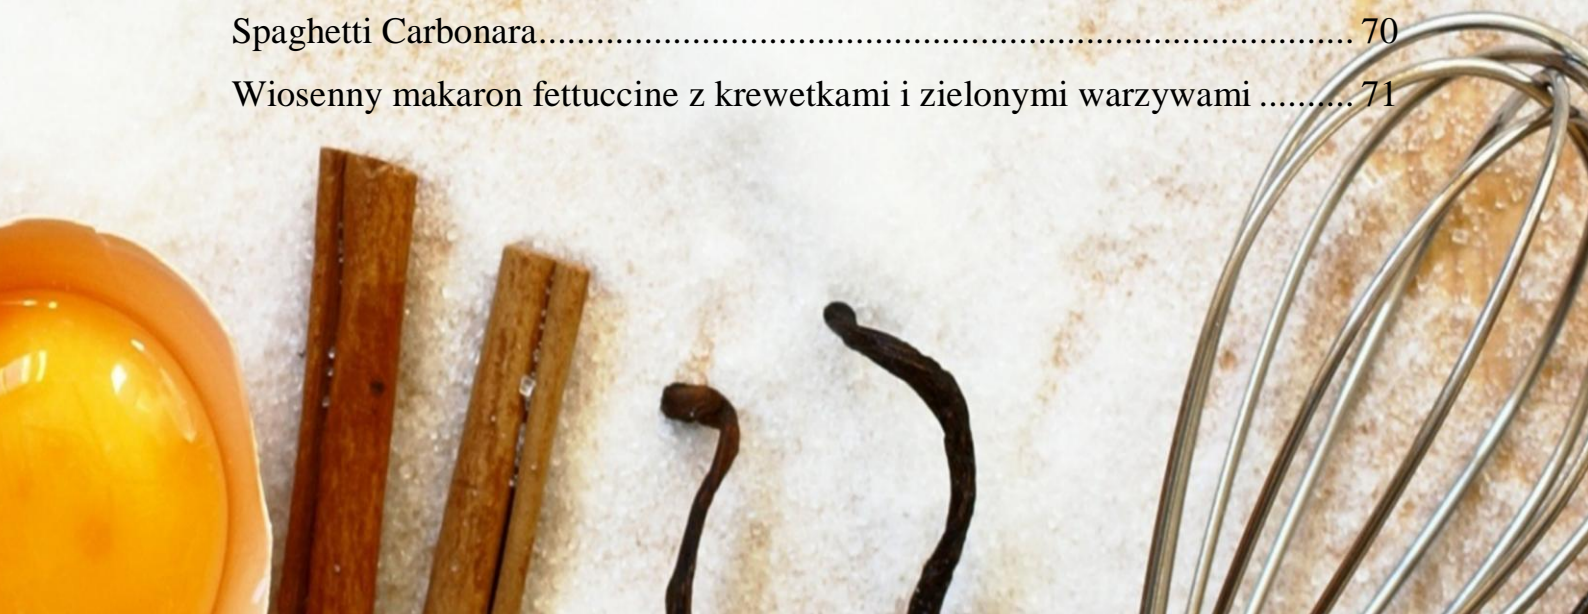 Spaghetti Carbonara.............................................................................. 70
Wiosenny makaron fettuccine z krewetkami i zielonymi warzywami .......... 71